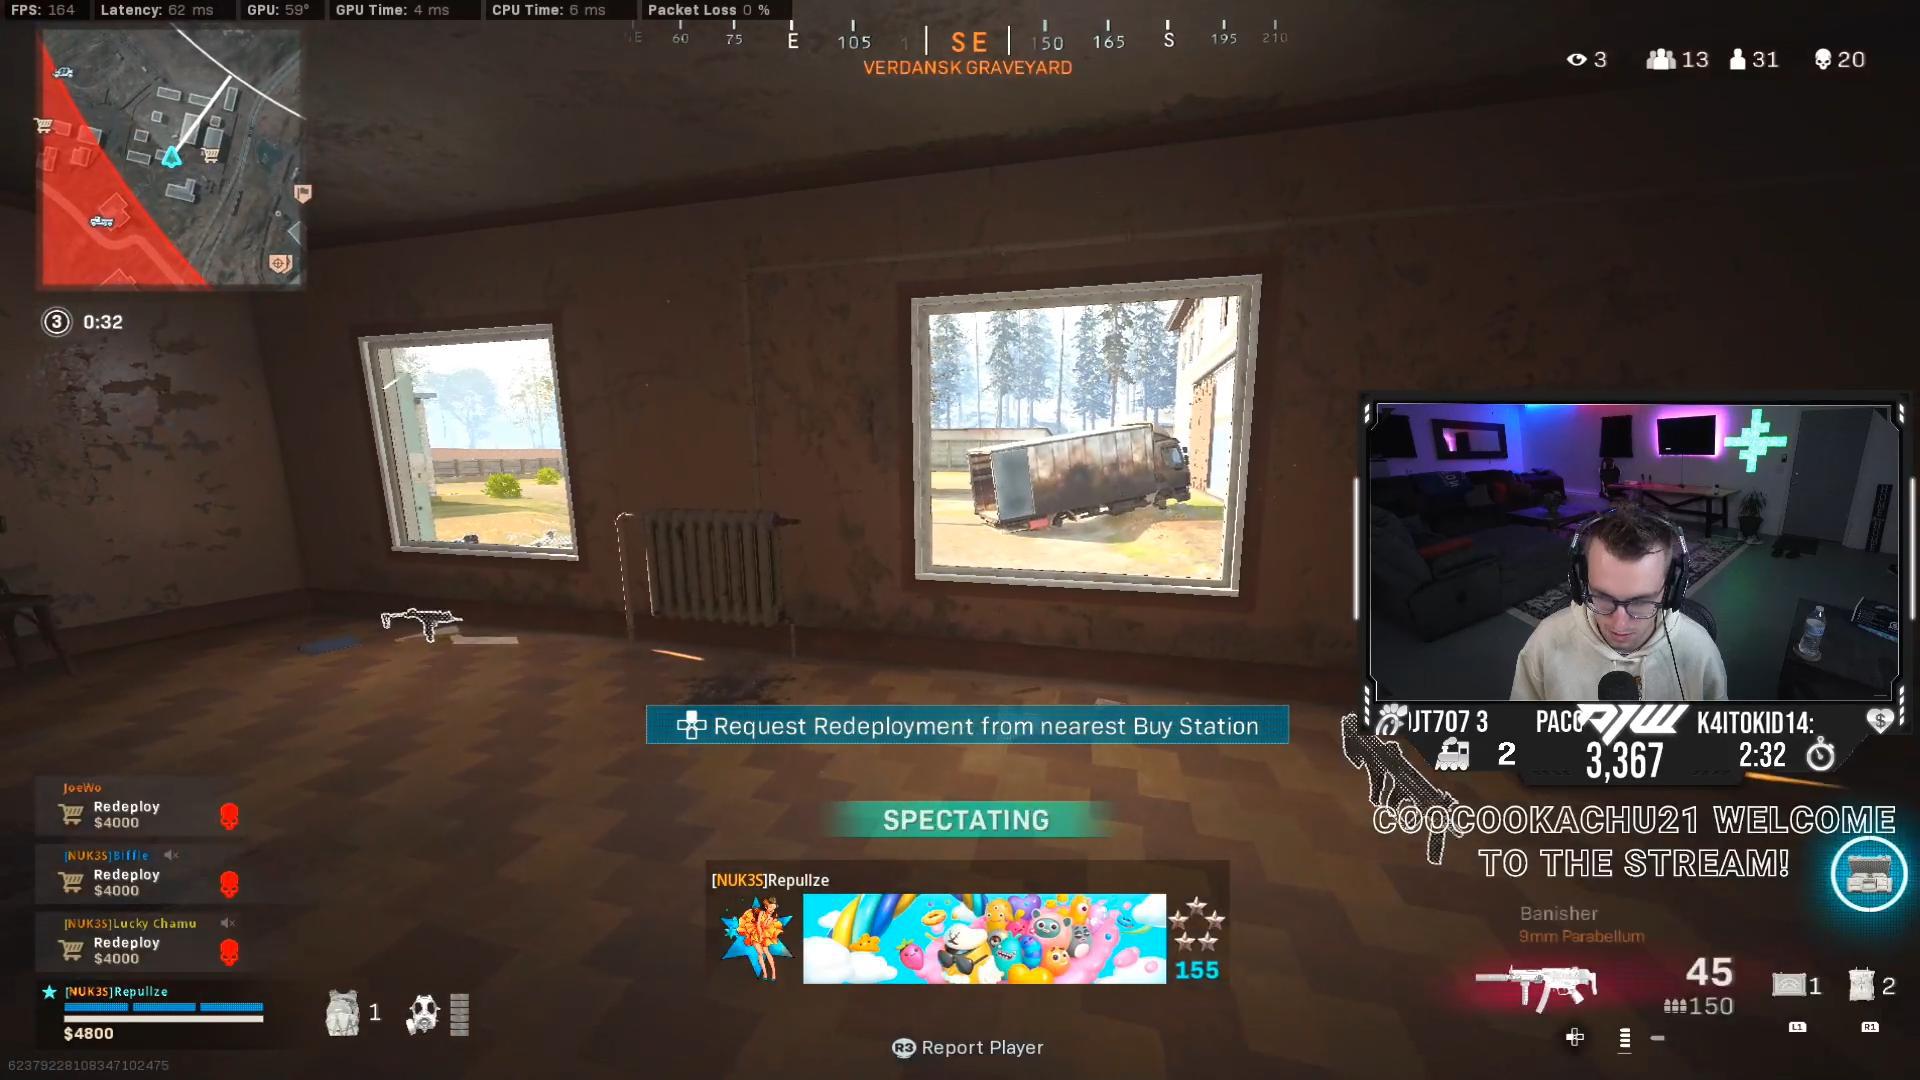 FPS: 164
Latency: 62 ms
GPU: 59°
GPU Time: 4 ms
CPU Time: 6 ms
Packet Loss 0 %
60 75 E 105 SE 150 165 S 195 210
VERDANSK GRAVEYARD
3 13 31 20
3 0:32
Request Redeployment from nearest Buy Station
SPECTATING
[NUK3S]Repullze
155
R3 Report Player
JoeWo
Redeploy
$4000
[NUK3S]Biffle
Redeploy
$4000
[NUK3S]Lucky Chamu
Redeploy
$4000
[NUK3S]Repullze
$4800
1
62379228108347102475
JT707 3 K4ITOKID14:
2 3,367 2:32
COOCOOKACHU21 WELCOME
TO THE STREAM!
Banisher
9mm Parabellum
45
150
1 2
L1 R1